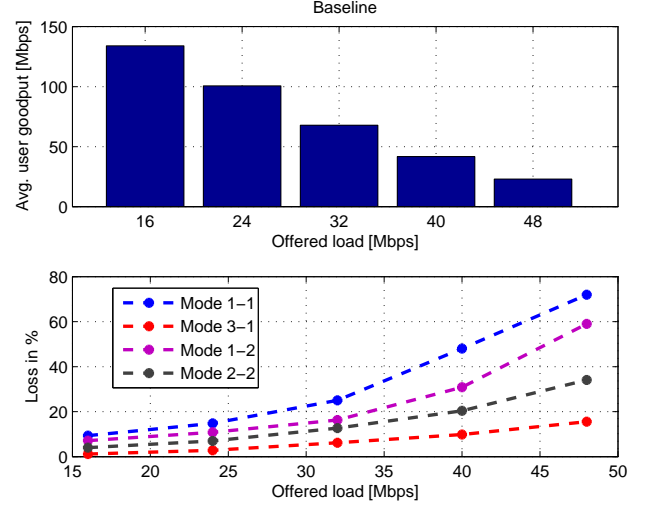 Baseline
Avg. user goodput [Mbps]
150
100
50
0
16 24 32 40 48
Offered load [Mbps]
Loss in %
80
60
40
20
0
Mode 1−1
Mode 3−1
Mode 1−2
Mode 2−2
15 20 25 30 35 40 45 50
Offered load [Mbps]